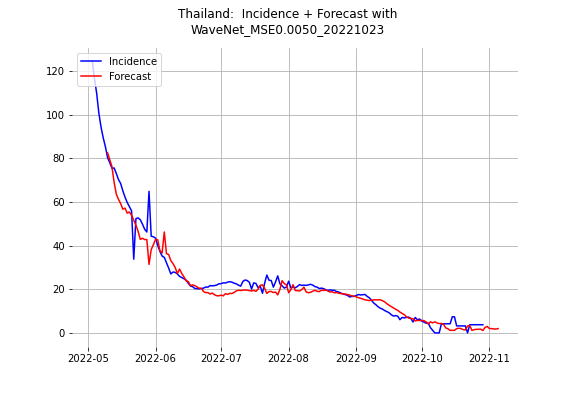 Thailand:  Incidence + Forecast with
WaveNet_MSE0.0050_20221023
Incidence
Forecast
120
100
80
60
40
20
0
2022-05 2022-06 2022-07 2022-08 2022-09 2022-10 2022-11